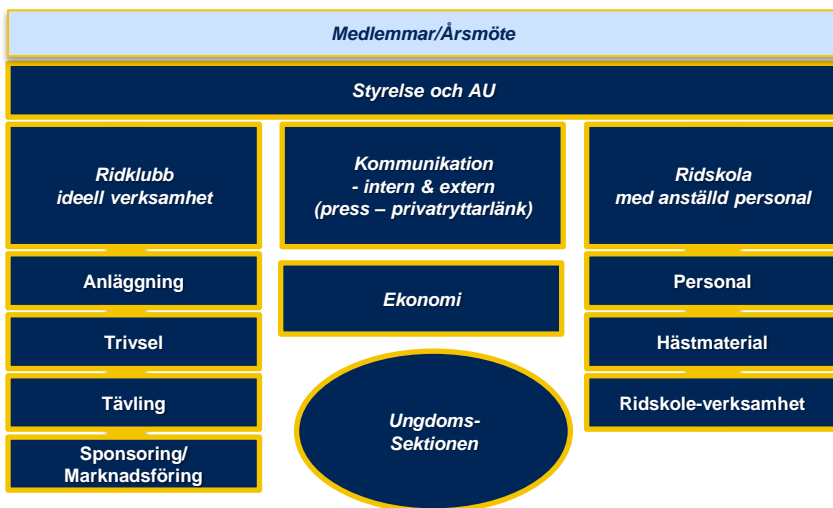 Medlemmar/Årsmöte
Styrelse och AU
Ridklubb
ideell verksamhet
Kommunikation
- intern & extern
(press – privatryttarlänk)
Ridskola
med anställd personal
Anläggning
Trivsel
Tävling
Sponsoring/
Marknadsföring
Ekonomi
Ungdoms-
Sektionen
Personal
Hästmaterial
Ridskole-verksamhet